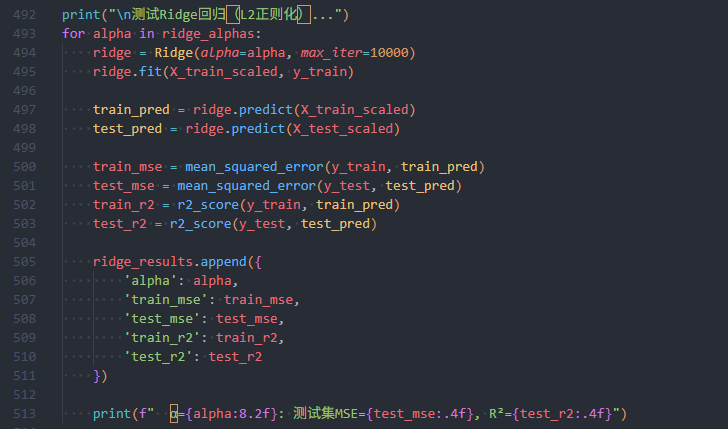 492 print("\n测试Ridge回归（L2正则化）...")
493 for alpha in ridge_alphas:
494     ridge = Ridge(alpha=alpha, max_iter=10000)
495     ridge.fit(X_train_scaled, y_train)
496
497     train_pred = ridge.predict(X_train_scaled)
498     test_pred = ridge.predict(X_test_scaled)
499
500     train_mse = mean_squared_error(y_train, train_pred)
501     test_mse = mean_squared_error(y_test, test_pred)
502     train_r2 = r2_score(y_train, train_pred)
503     test_r2 = r2_score(y_test, test_pred)
504
505     ridge_results.append({
506         'alpha': alpha,
507         'train_mse': train_mse,
508         'test_mse': test_mse,
509         'train_r2': train_r2,
510         'test_r2': test_r2
511     })
512
513     print(f"  α={alpha:8.2f}: 测试集MSE={test_mse:.4f}, R²={test_r2:.4f}")